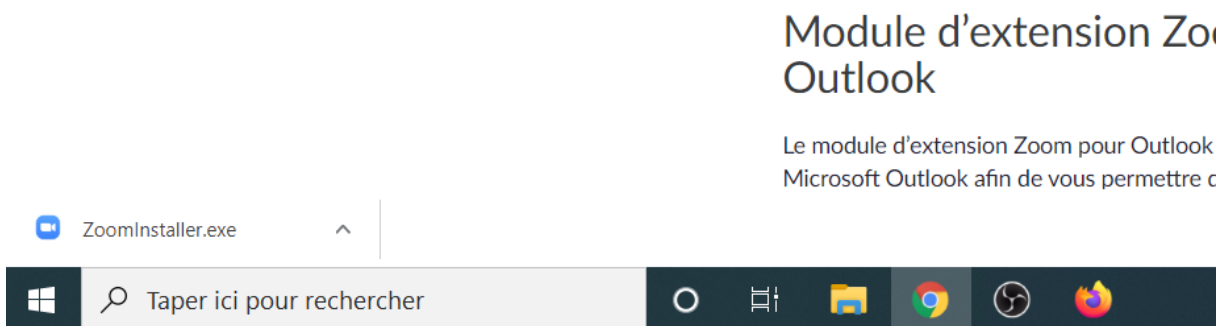 Module d’extension Zo
Outlook
Le module d’extension Zoom pour Outlook
Microsoft Outlook afin de vous permettre
ZoomInstaller.exe
Taper ici pour rechercher